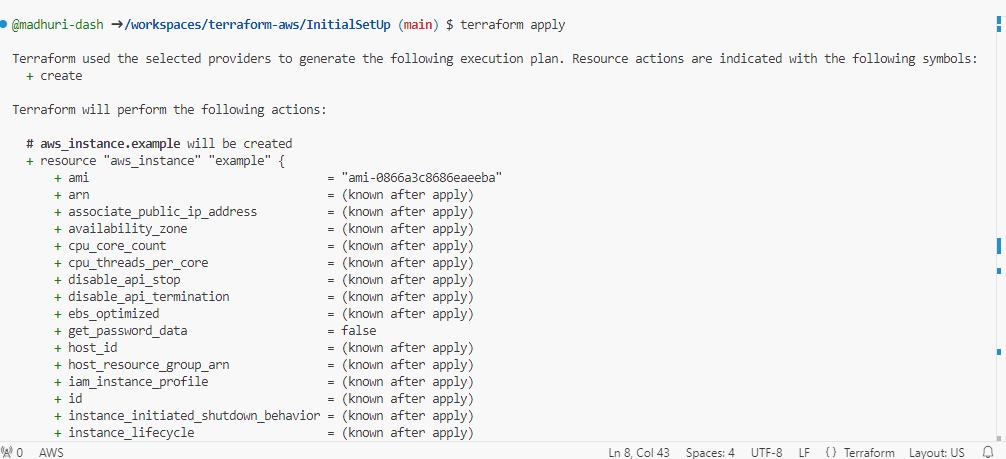 @madhuri-dash ➜/workspaces/terraform-aws/InitialSetUp (main) $ terraform apply
Terraform used the selected providers to generate the following execution plan. Resource actions are indicated with the following symbols:
+ create
Terraform will perform the following actions:
# aws_instance.example will be created
+ resource "aws_instance" "example" {
+ ami = "ami-0866a3c8686eaeeba"
+ arn = (known after apply)
+ associate_public_ip_address = (known after apply)
+ availability_zone = (known after apply)
+ cpu_core_count = (known after apply)
+ cpu_threads_per_core = (known after apply)
+ disable_api_stop = (known after apply)
+ disable_api_termination = (known after apply)
+ ebs_optimized = (known after apply)
+ get_password_data = false
+ host_id = (known after apply)
+ host_resource_group_arn = (known after apply)
+ iam_instance_profile = (known after apply)
+ id = (known after apply)
+ instance_initiated_shutdown_behavior = (known after apply)
+ instance_lifecycle = (known after apply)
0 AWS Ln 8, Col 43 Spaces: 4 UTF-8 LF {} Terraform Layout: US